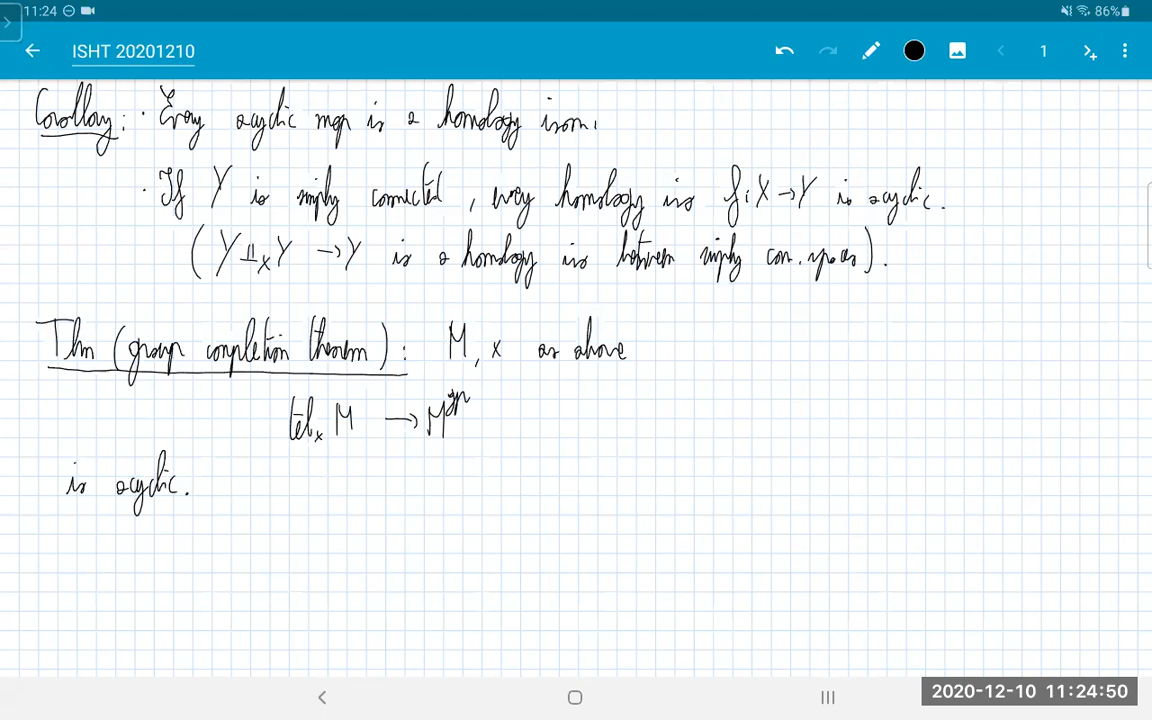 11:24
86%
ISHT 20201210
1
Corollary: · Every acyclic map is a homology isom.
· If Y is simply connected, every homology iso f: X → Y is acyclic.
(Y ⨿_X Y → Y is a homology iso between simply con. spaces).
Thm (group completion theorem): M, x as above
tel_x M → M^gp
is acyclic.
2020-12-10 11:24:50